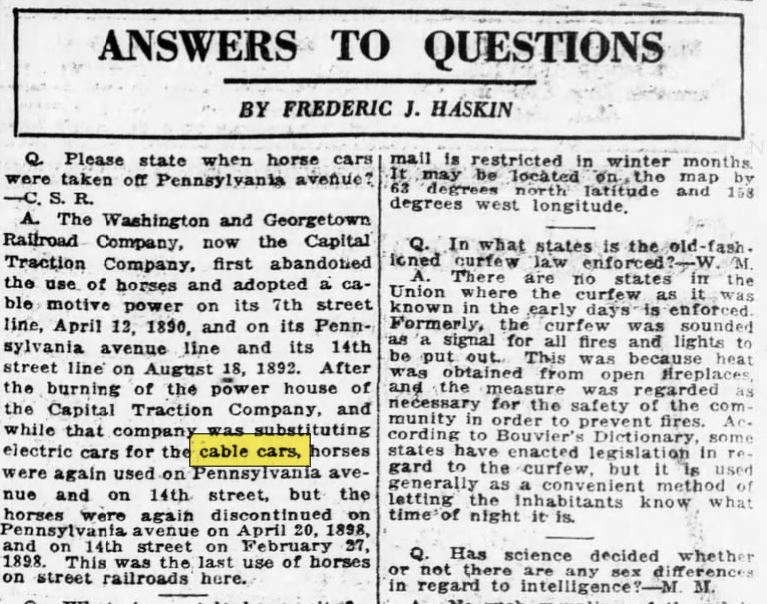 ANSWERS TO QUESTIONS
BY FREDERIC J. HASKIN
Q. Please state when horse cars
were taken off Pennsylvania avenue?
—C. S. R.
A. The Washington and Georgetown
Railroad Company, now the Capital
Traction Company, first abandoned
the use of horses and adopted a ca-
ble motive power on its 7th street
line, April 12, 1890, and on its Penn-
sylvania avenue line and its 14th
street line on August 18, 1892. After
the burning of the power house of
the Capital Traction Company, and
while that company was substituting
electric cars for the cable cars, horses
were again used on Pennsylvania ave-
nue and on 14th street, but the
horses were again discontinued on
Pennsylvania avenue on April 20, 1898,
and on 14th street on February 27,
1898. This was the last use of horses
on street railroads here.
mail is restricted in winter months.
It may be located on the map by
63 degrees north latitude and 158
degrees west longitude.
Q. In what states is the old-fash-
ioned curfew law enforced?—W. M.
A. There are no states in the
Union where the curfew as it was
known in the early days is enforced.
Formerly, the curfew was sounded
as a signal for all fires and lights to
be put out. This was because heat
was obtained from open fireplaces,
and the measure was regarded as
necessary for the safety of the com-
munity in order to prevent fires. Ac-
cording to Bouvier's Dictionary, some
states have enacted legislation in re-
gard to the curfew, but it is used
generally as a convenient method of
letting the inhabitants know what
time of night it is.
Q. Has science decided whether
or not there are any sex differences
in regard to intelligence?—M. M.